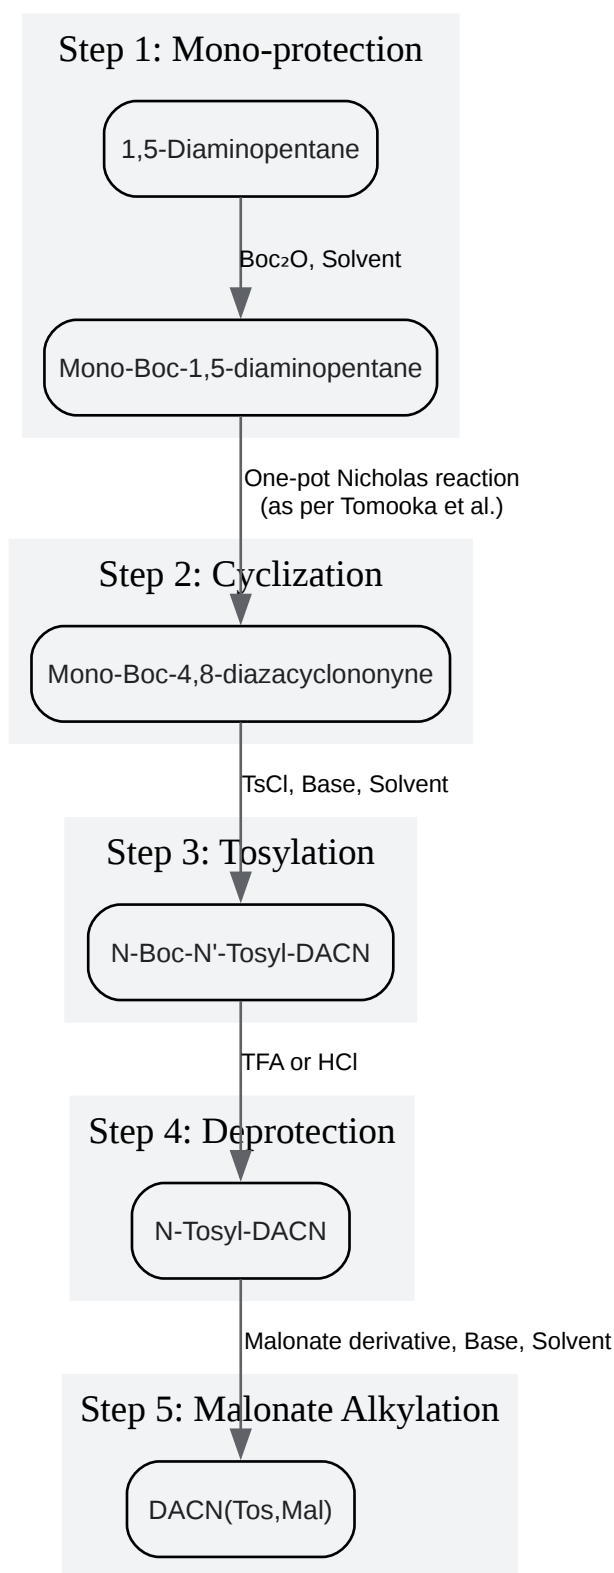 Step 1: Mono-protection
1,5-Diaminopentane
Boc₂O, Solvent
Mono-Boc-1,5-diaminopentane
One-pot Nicholas reaction
(as per Tomooka et al.)
Step 2: Cyclization
Mono-Boc-4,8-diazacyclononyne
TsCl, Base, Solvent
Step 3: Tosylation
N-Boc-N'-Tosyl-DACN
TFA or HCl
Step 4: Deprotection
N-Tosyl-DACN
Malonate derivative, Base, Solvent
Step 5: Malonate Alkylation
DACN(Tos,Mal)